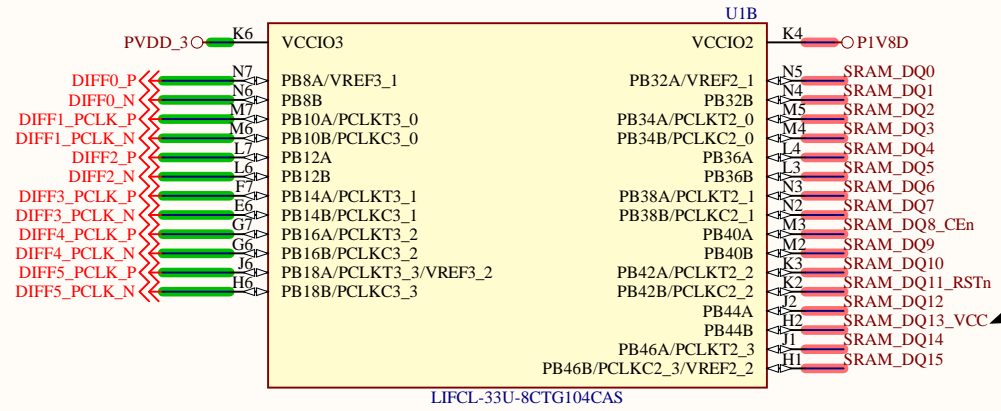 U1B
PVDD_3 K6 VCCIO3 VCCIO2 K4 P1V8D
DIFF0_P N7 PB8A/VREF3_1 PB32A/VREF2_1 N5 SRAM_DQ0
DIFF0_N N6 PB8B PB32B N4 SRAM_DQ1
DIFF1_PCLK_P M7 PB10A/PCLKT3_0 PB34A/PCLKT2_0 M5 SRAM_DQ2
DIFF1_PCLK_N M6 PB10B/PCLKC3_0 PB34B/PCLKC2_0 M4 SRAM_DQ3
DIFF2_P L7 PB12A PB36A L4 SRAM_DQ4
DIFF2_N L6 PB12B PB36B L3 SRAM_DQ5
DIFF3_PCLK_P F7 PB14A/PCLKT3_1 PB38A/PCLKT2_1 N3 SRAM_DQ6
DIFF3_PCLK_N E6 PB14B/PCLKC3_1 PB38B/PCLKC2_1 N2 SRAM_DQ7
DIFF4_PCLK_P G7 PB16A/PCLKT3_2 PB40A M3 SRAM_DQ8_CEn
DIFF4_PCLK_N G6 PB16B/PCLKC3_2 PB40B M2 SRAM_DQ9
DIFF5_PCLK_P J6 PB18A/PCLKT3_3/VREF3_2 PB42A/PCLKT2_2 K3 SRAM_DQ10
DIFF5_PCLK_N H6 PB18B/PCLKC3_3 PB42B/PCLKC2_2 K2 SRAM_DQ11_RSTn
PB44A J2 SRAM_DQ12
PB44B H2 SRAM_DQ13_VCC
PB46A/PCLKT2_3 J1 SRAM_DQ14
PB46B/PCLKC2_3/VREF2_2 H1 SRAM_DQ15
LIFCL-33U-8CTG104CAS